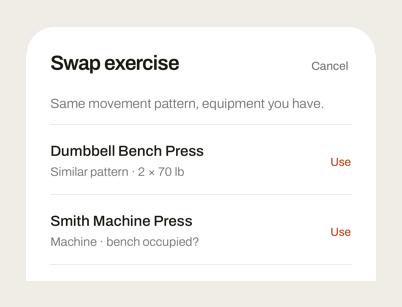 Swap exercise
Cancel
Same movement pattern, equipment you have.
Dumbbell Bench Press
Similar pattern · 2 × 70 lb
Use
Smith Machine Press
Machine · bench occupied?
Use